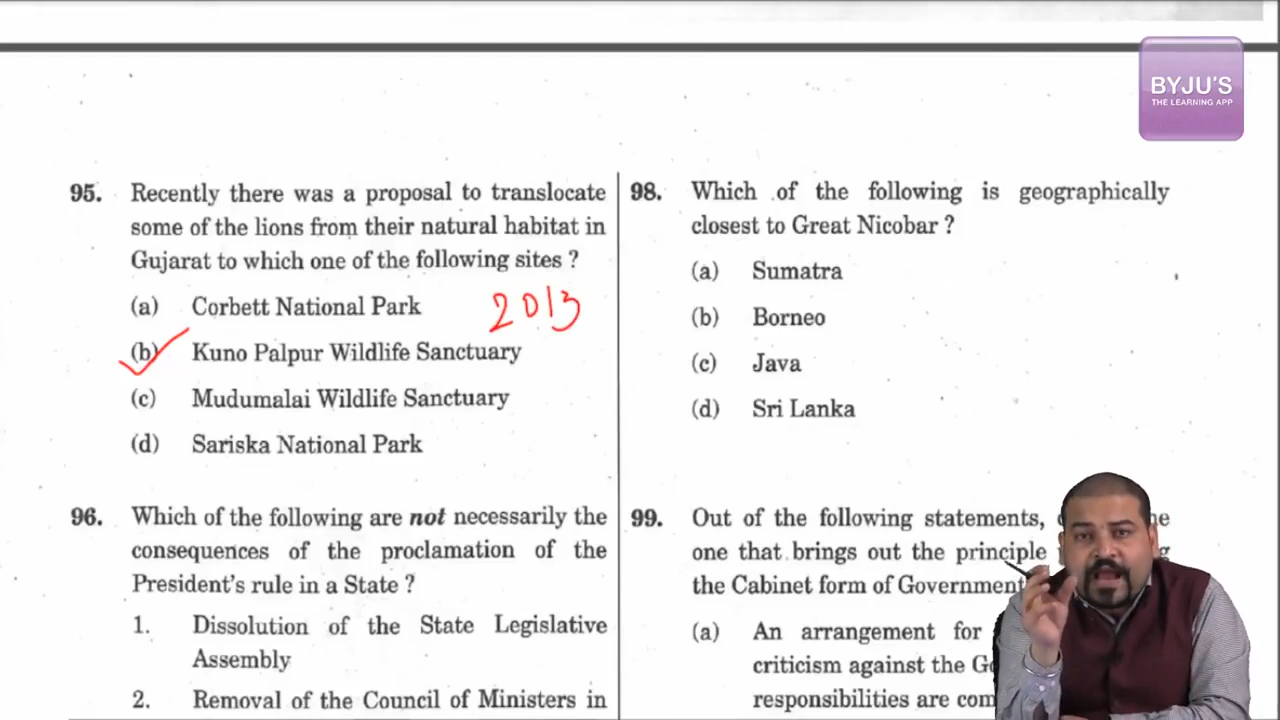 BYJU'S
THE LEARNING APP
95. Recently there was a proposal to translocate
some of the lions from their natural habitat in
Gujarat to which one of the following sites ?
(a) Corbett National Park
2013
(b) Kuno Palpur Wildlife Sanctuary
(c) Mudumalai Wildlife Sanctuary
(d) Sariska National Park
96. Which of the following are not necessarily the
consequences of the proclamation of the
President's rule in a State ?
1. Dissolution of the State Legislative
Assembly
2. Removal of the Council of Ministers in
98. Which of the following is geographically
closest to Great Nicobar ?
(a) Sumatra
(b) Borneo
(c) Java
(d) Sri Lanka
99. Out of the following statements,
one that brings out the principle
the Cabinet form of Government
(a) An arrangement for
criticism against the
responsibilities are